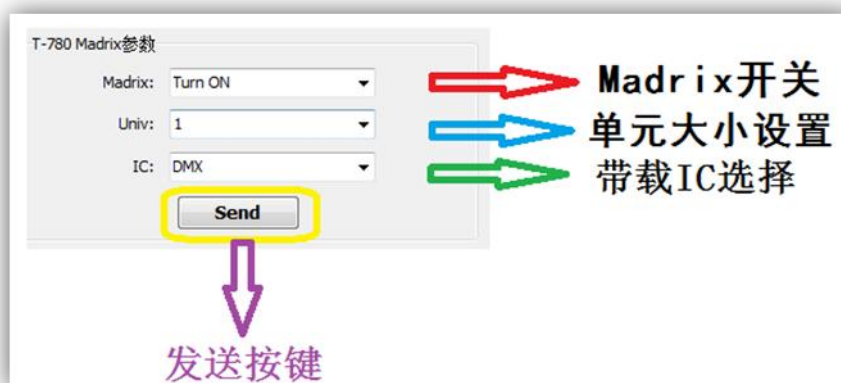 T-780 Madrix参数
Madrix: Turn ON
Madrix开关
Univ: 1
单元大小设置
IC: DMX
带载IC选择
Send
发送按键